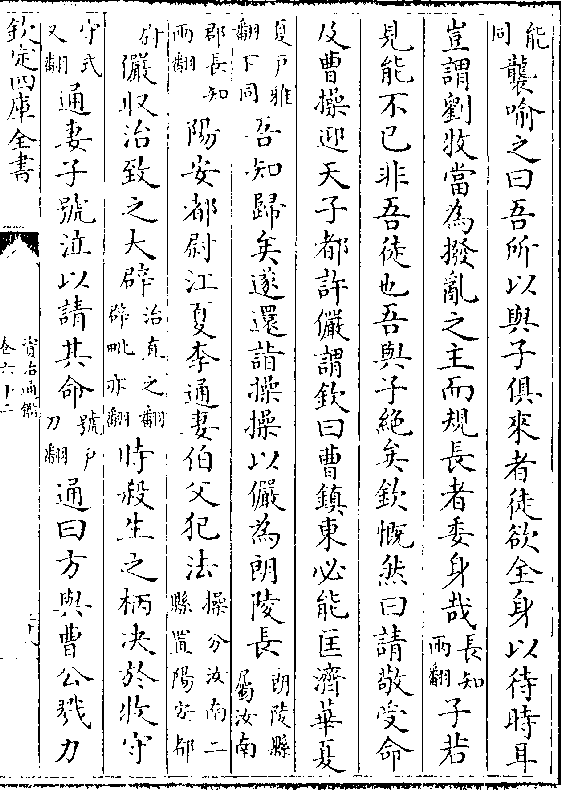 能同襲喻之曰吾所以與子俱來者徒欲全身以待時耳
豈謂劉牧當為撥亂之主而規長者委身哉長知兩翻子若
見能不已非吾徒也吾與子絶矣欽慨然曰請敬受命
及曹操迎天子都許儼謂欽曰曹鎮東必能匡濟華夏
夏戶雅翻下同吾知歸矣遂還詣操操以儼為朗陵長朗陵縣屬汝南
郡長知兩翻陽安都尉江夏李通妻伯父犯法操分汝南二縣置陽安都
尉儼收治致之大辟治直之翻辟毗亦翻時殺生之柄决於牧守
守式又翻通妻子號泣以請其命號戶刀翻通曰方與曹公戮力
欽定四庫全書
資治通鑑
卷六十二